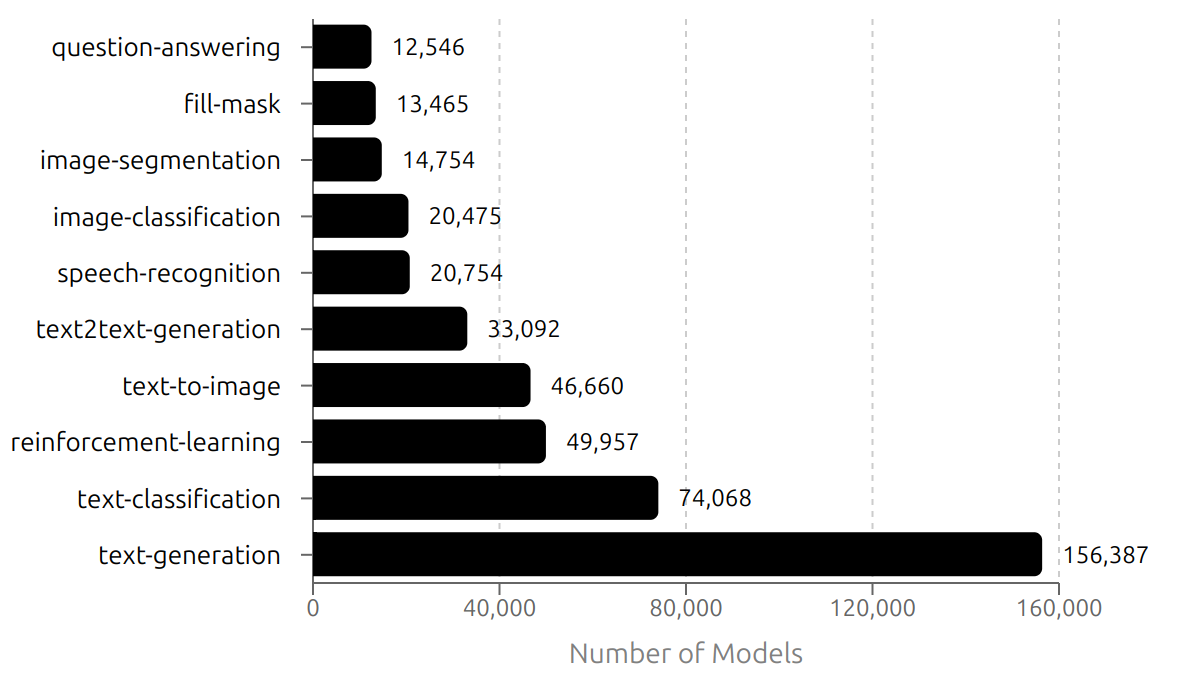 question-answering 12,546
fill-mask 13,465
image-segmentation 14,754
image-classification 20,475
speech-recognition 20,754
text2text-generation 33,092
text-to-image 46,660
reinforcement-learning 49,957
text-classification 74,068
text-generation 156,387
0 40,000 80,000 120,000 160,000
Number of Models